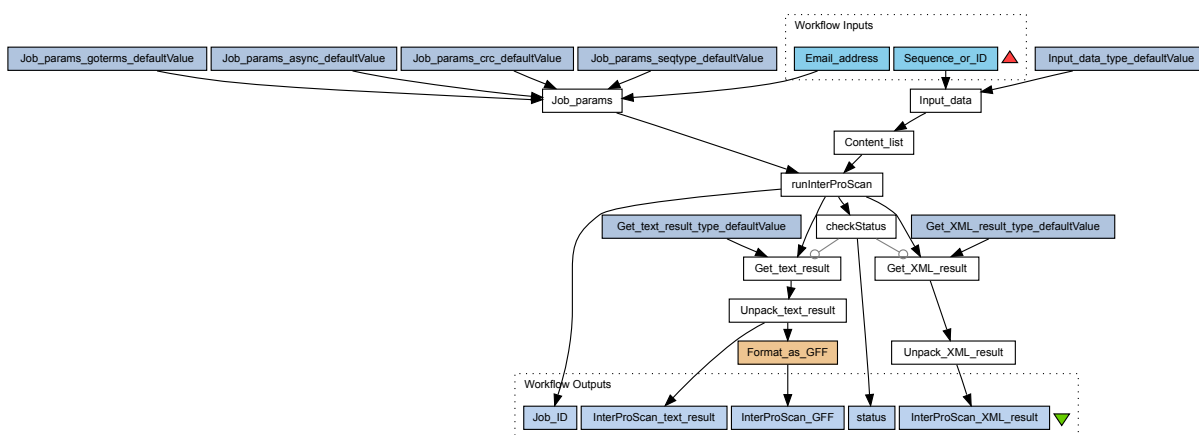 Workflow Inputs
Job_params_goterms_defaultValue
Job_params_async_defaultValue
Job_params_crc_defaultValue
Job_params_seqtype_defaultValue
Email_address
Sequence_or_ID
Input_data_type_defaultValue
Job_params
Input_data
Content_list
runInterProScan
Get_text_result_type_defaultValue
checkStatus
Get_XML_result_type_defaultValue
Get_text_result
Get_XML_result
Unpack_text_result
Format_as_GFF
Unpack_XML_result
Workflow Outputs
Job_ID
InterProScan_text_result
InterProScan_GFF
status
InterProScan_XML_result